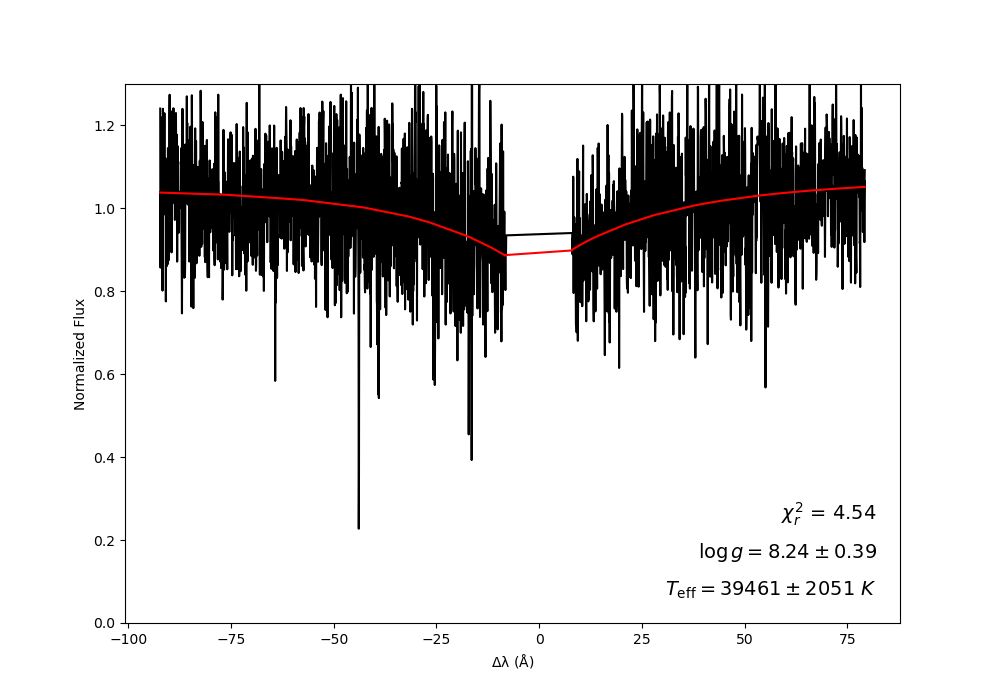 1.2
1.0
0.8
0.6
0.4
0.2
0.0
Normalized Flux
χ²ᵣ = 4.54
log g = 8.24 ± 0.39
T_eff = 39461 ± 2051 K
−100 −75 −50 −25 0 25 50 75
Δλ (Å)